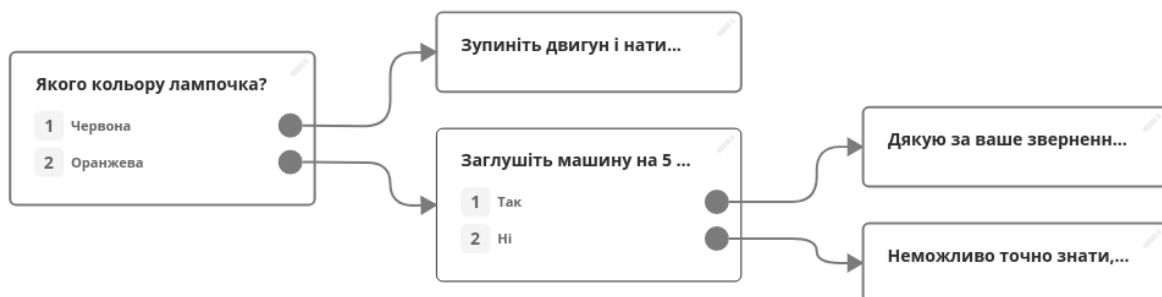 Якого кольору лампочка?
1 Червона
2 Оранжева
Зупиніть двигун і нати...
Заглушіть машину на 5 ...
1 Так
2 Ні
Дякую за ваше зверненн...
Неможливо точно знати,...